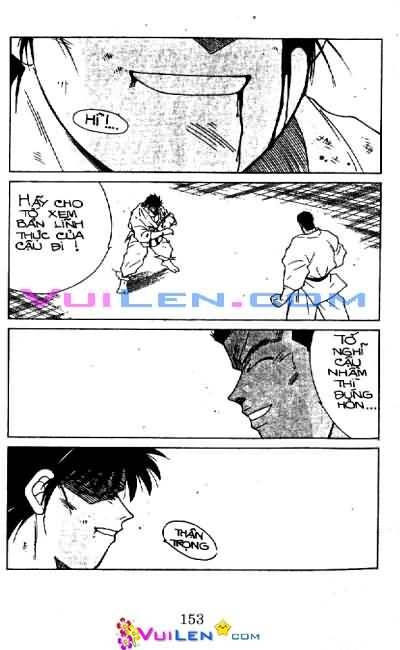 HÌ!...
HÃY CHO
TỚ XEM
BẢN LĨNH
THỰC CỦA
CẬU ĐI!
VUILEN.COM
TỚ
NGHĨ
CẬU
NHẦM
THÌ
ĐÚNG
HƠN...
THẬN
TRỌNG
153
VUILEN.COM